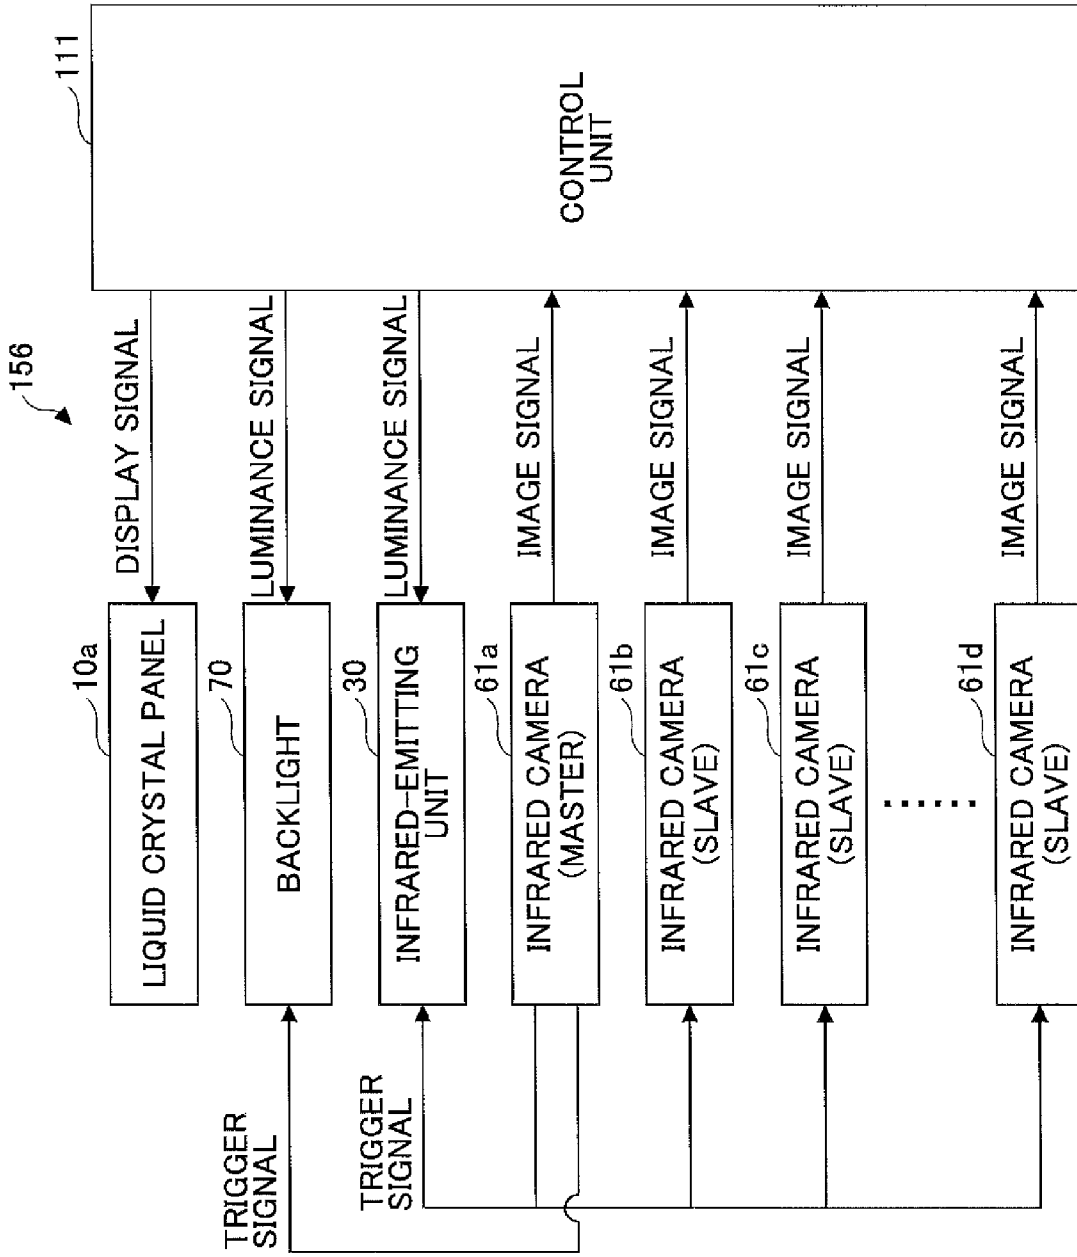 156
111
CONTROL
UNIT
DISPLAY SIGNAL
LUMINANCE SIGNAL
LUMINANCE SIGNAL
IMAGE SIGNAL
IMAGE SIGNAL
IMAGE SIGNAL
IMAGE SIGNAL
10a
LIQUID CRYSTAL PANEL
70
BACKLIGHT
30
INFRARED-EMITTING
UNIT
61a
INFRARED CAMERA
(MASTER)
61b
INFRARED CAMERA
(SLAVE)
61c
INFRARED CAMERA
(SLAVE)
61d
INFRARED CAMERA
(SLAVE)
TRIGGER
SIGNAL
TRIGGER
SIGNAL